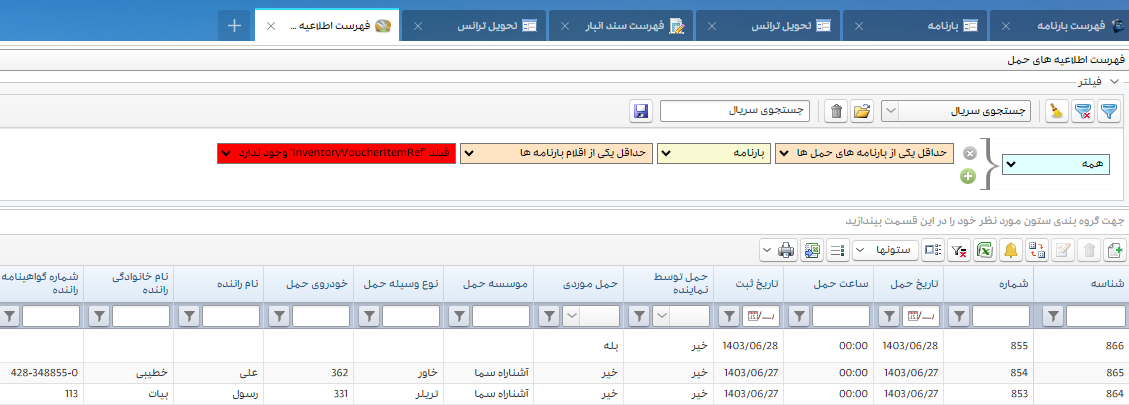 فهرست بارنامه
بارنامه
تحویل ترانس
فهرست سند انبار
تحویل ترانس
فهرست اطلاعیه ...
فهرست اطلاعیه های حمل
فیلتر
جستجوی سریال جستجوی سریال
همه حداقل یکی از بارنامه های حمل ها بارنامه حداقل یکی از اقلام بارنامه ها فیلد 'InventoryVoucherItemRef' وجود ندارد
جهت گروه بندی ستون مورد نظر خود را در این قسمت بیندازید
ستونها
شناسه شماره تاریخ حمل ساعت حمل تاریخ ثبت حمل توسط نماینده حمل موردی موسسه حمل نوع وسیله حمل خودروی حمل نام راننده نام خانوادگی راننده شماره گواهینامه راننده
866 855 1403/06/28 00:00 1403/06/28 خیر بله
865 854 1403/06/27 00:00 1403/06/27 خیر خیر آشناراه سما خاور 362 علی خطیبی 428-348855-0
864 853 1403/06/27 00:00 1403/06/27 خیر خیر آشناراه سما تریلر 331 رسول بیات 113